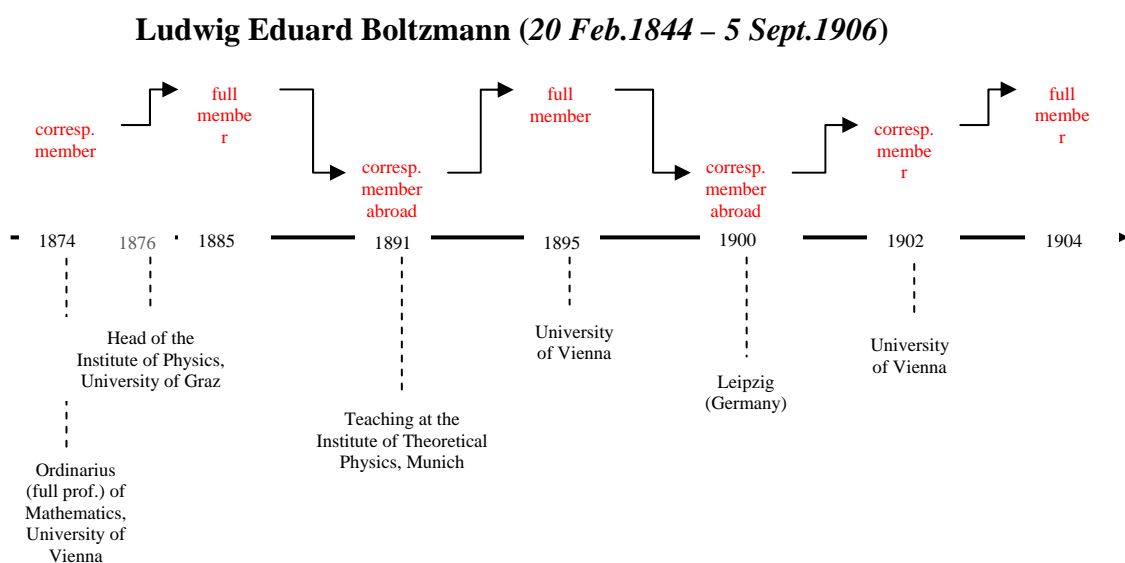 Ludwig Eduard Boltzmann (20 Feb.1844 – 5 Sept.1906)
corresp.
member
full
membe
r
corresp.
member
abroad
full
member
corresp.
member
abroad
corresp.
membe
r
full
membe
r
1874
1876
1885
1891
1895
1900
1902
1904
Head of the
Institute of Physics,
University of Graz
Ordinarius
(full prof.) of
Mathematics,
University of
Vienna
Teaching at the
Institute of Theoretical
Physics, Munich
University
of Vienna
Leipzig
(Germany)
University
of Vienna